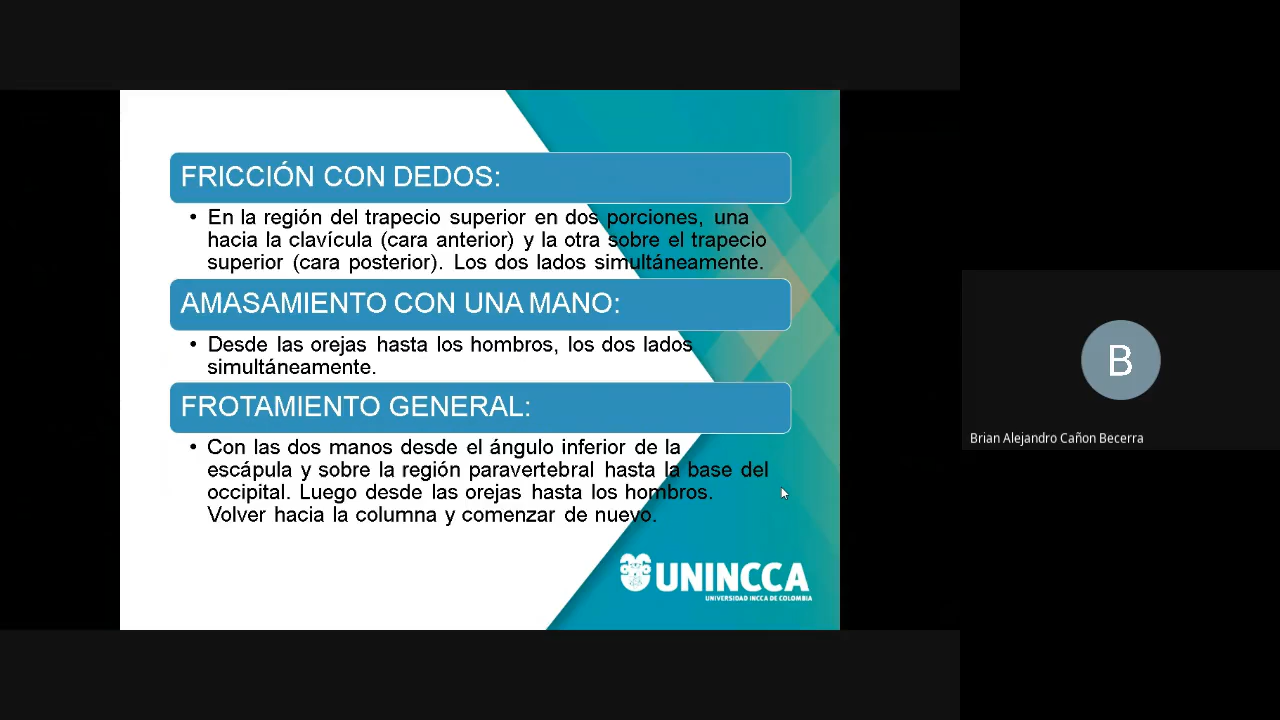 FRICCIÓN CON DEDOS:
• En la región del trapecio superior en dos porciones, una
hacia la clavícula (cara anterior) y la otra sobre el trapecio
superior (cara posterior). Los dos lados simultáneamente.
AMASAMIENTO CON UNA MANO:
• Desde las orejas hasta los hombros, los dos lados
simultáneamente.
FROTAMIENTO GENERAL:
• Con las dos manos desde el ángulo inferior de la
escápula y sobre la región paravertebral hasta la base del
occipital. Luego desde las orejas hasta los hombros.
Volver hacia la columna y comenzar de nuevo.
UNINCCA
UNIVERSIDAD INCCA DE COLOMBIA
B
Brian Alejandro Cañon Becerra